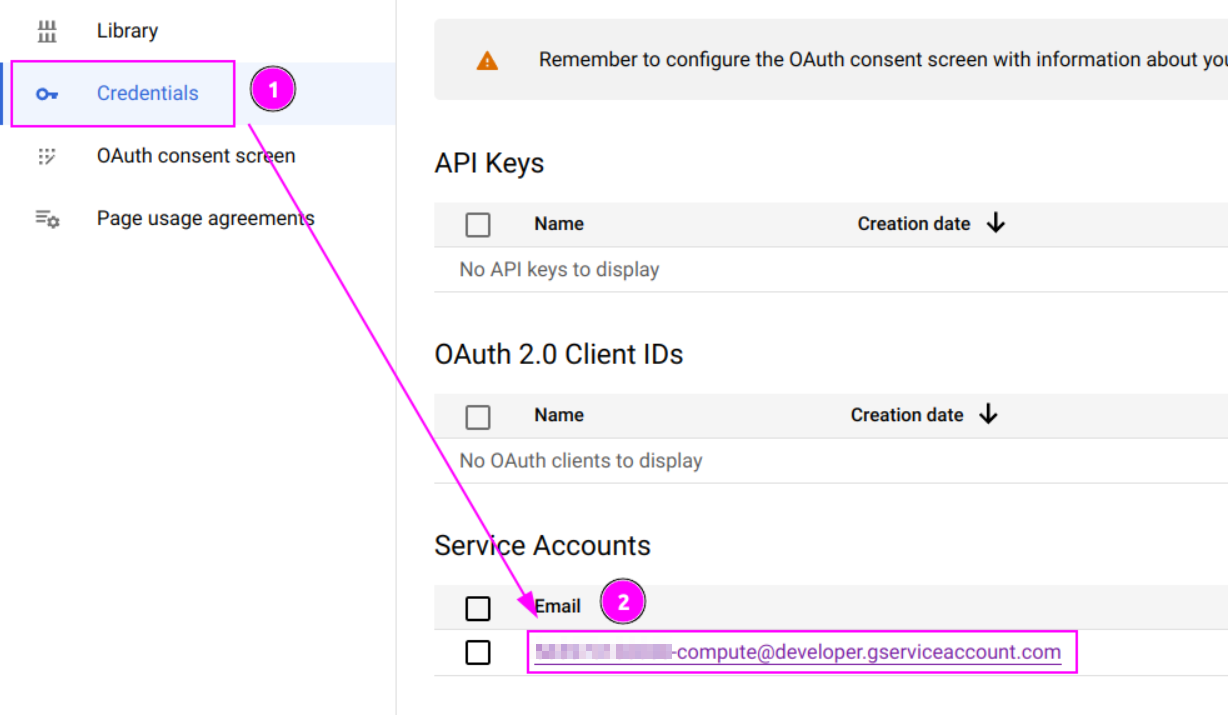 Library
Credentials
1
OAuth consent screen
Page usage agreements
Remember to configure the OAuth consent screen with information about you
API Keys
Name Creation date
No API keys to display
OAuth 2.0 Client IDs
Name Creation date
No OAuth clients to display
Service Accounts
Email 2
-compute@developer.gserviceaccount.com